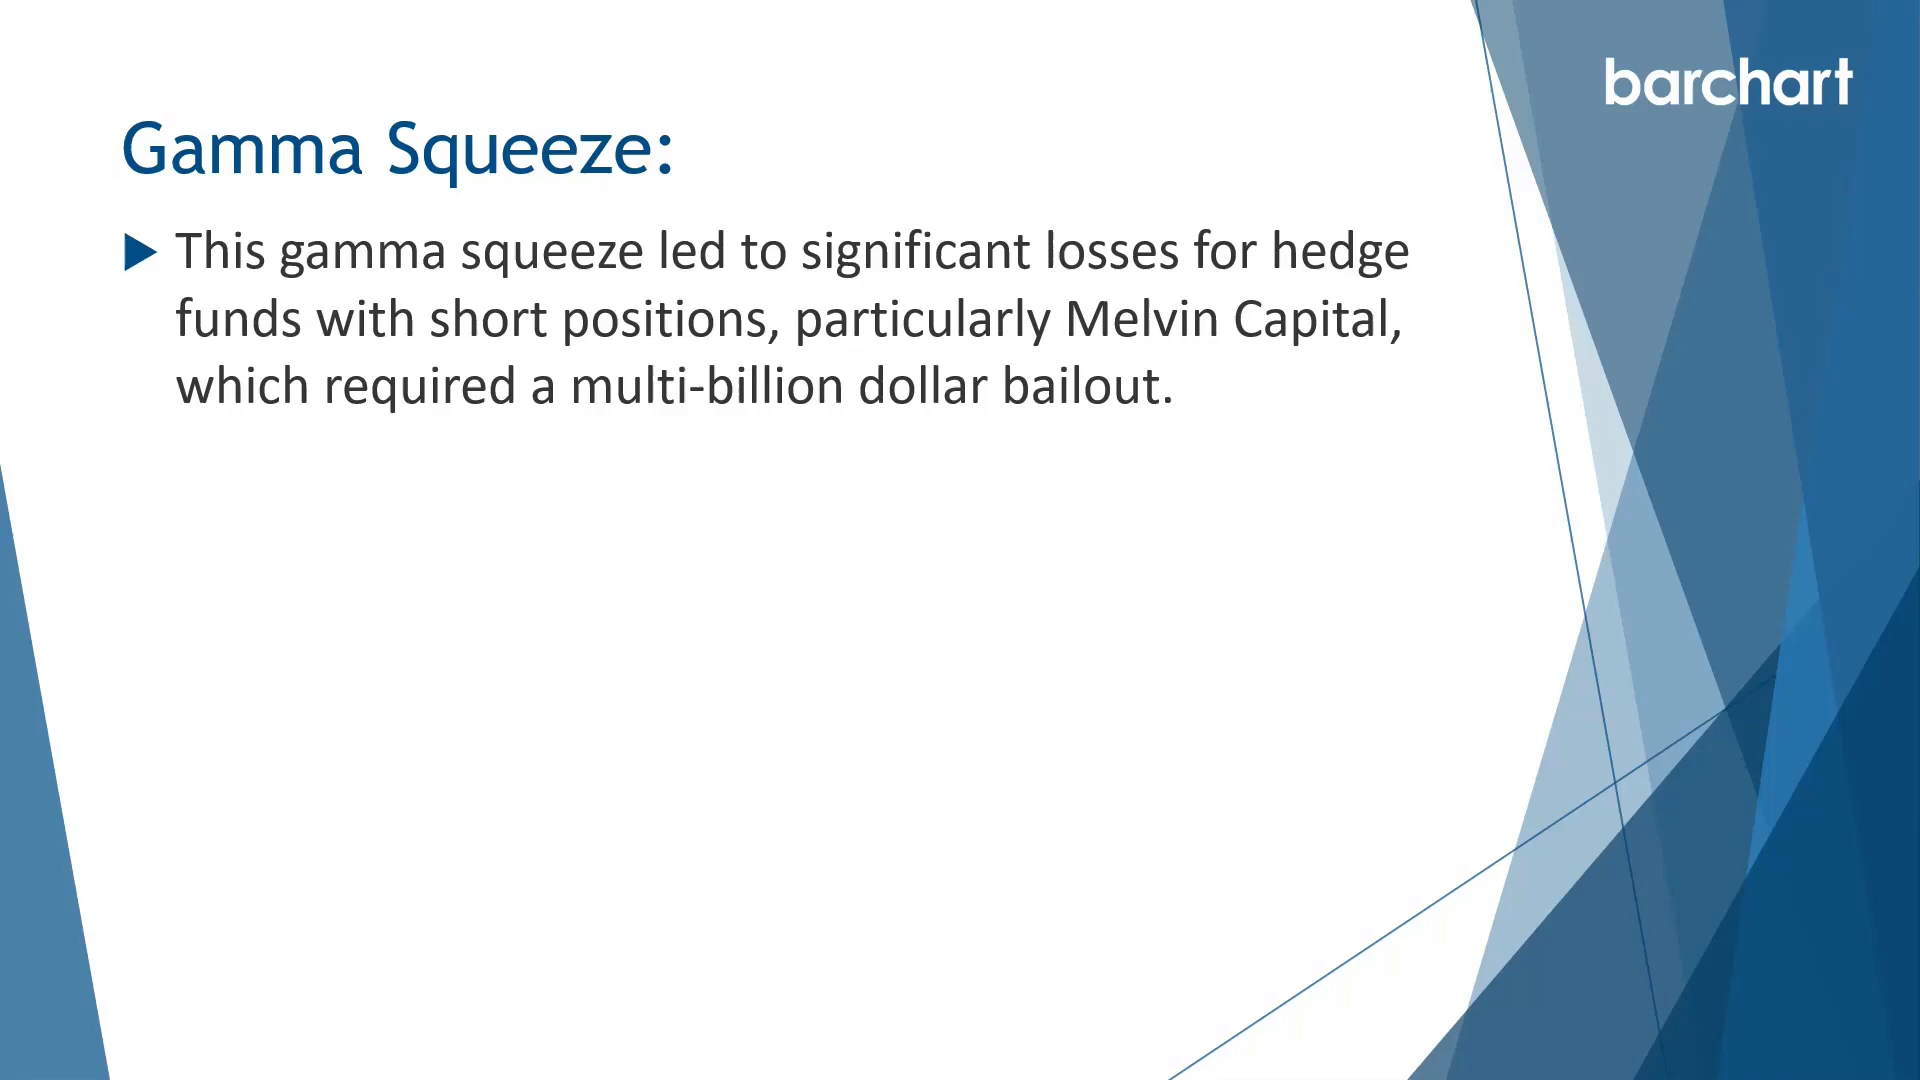 barchart
Gamma Squeeze:
This gamma squeeze led to significant losses for hedge
funds with short positions, particularly Melvin Capital,
which required a multi-billion dollar bailout.